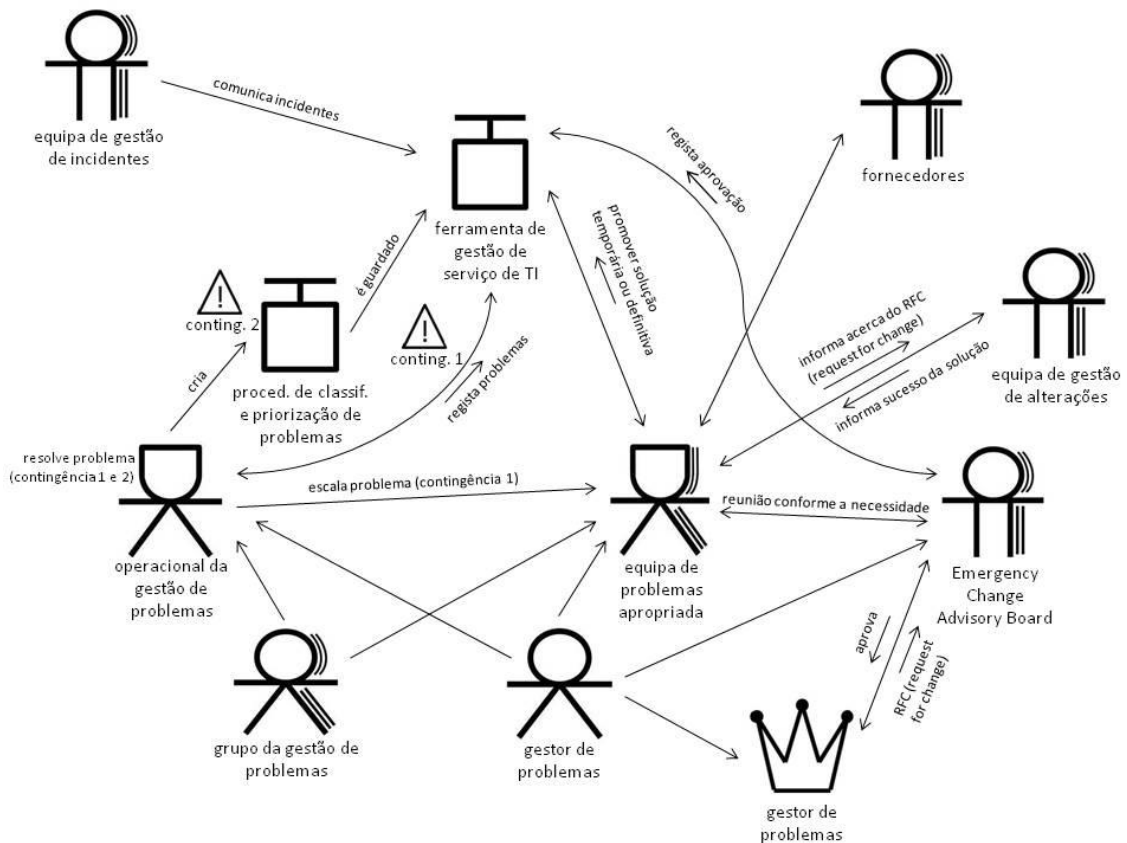 equipa de gestão
de incidentes
comunica incidentes
fornecedores
regista aprovação
ferramenta de
gestão de
serviço de TI
promover solução
temporária ou definitiva
é guardado
!
conting. 2
!
conting. 1
regista problemas
cria
proced. de classif.
e priorização de
problemas
informa acerca do RFC
(request for change)
informa sucesso da solução
equipa de gestão
de alterações
resolve problema
(contingência 1 e 2)
escala problema (contingência 1)
reunião conforme a necessidade
operacional da
gestão de
problemas
equipa de
problemas
apropriada
Emergency
Change
Advisory Board
aprova
RFC (request
for change)
grupo da gestão de
problemas
gestor de
problemas
gestor de
problemas